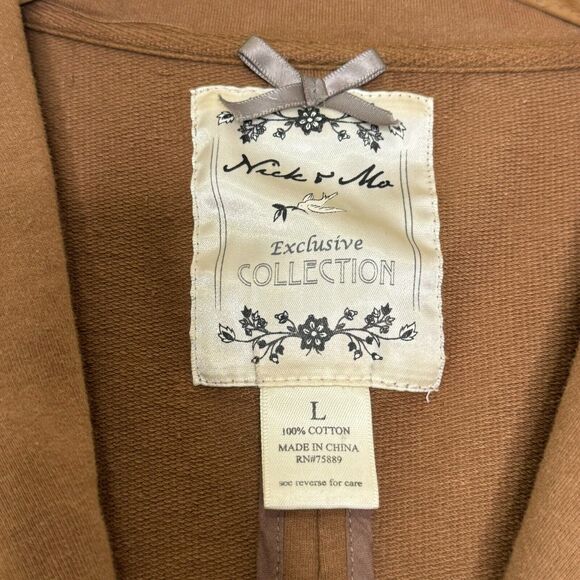 Nick & Mo
Exclusive
COLLECTION
L
100% COTTON
MADE IN CHINA
RN#75889
see reverse for care